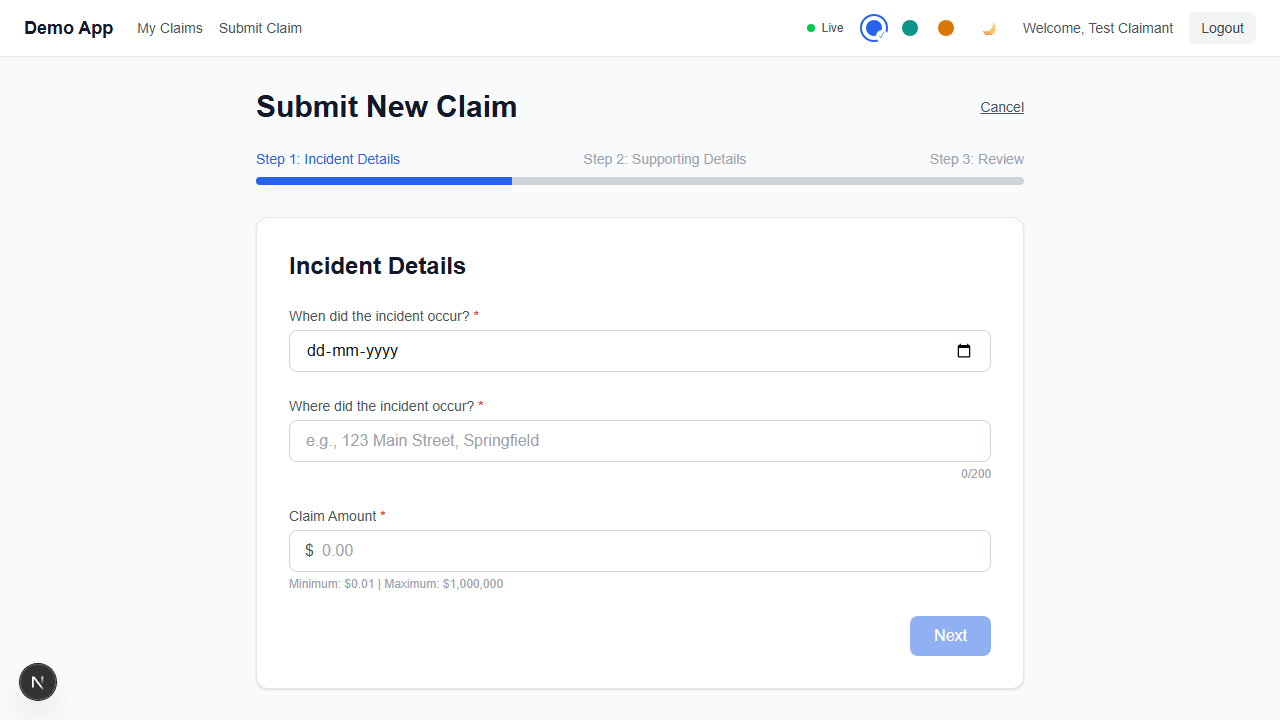 Demo App My Claims Submit Claim Live Welcome, Test Claimant Logout
Submit New Claim Cancel
Step 1: Incident Details Step 2: Supporting Details Step 3: Review
Incident Details
When did the incident occur? *
dd-mm-yyyy
Where did the incident occur? *
e.g., 123 Main Street, Springfield
0/200
Claim Amount *
$ 0.00
Minimum: $0.01 | Maximum: $1,000,000
Next
N